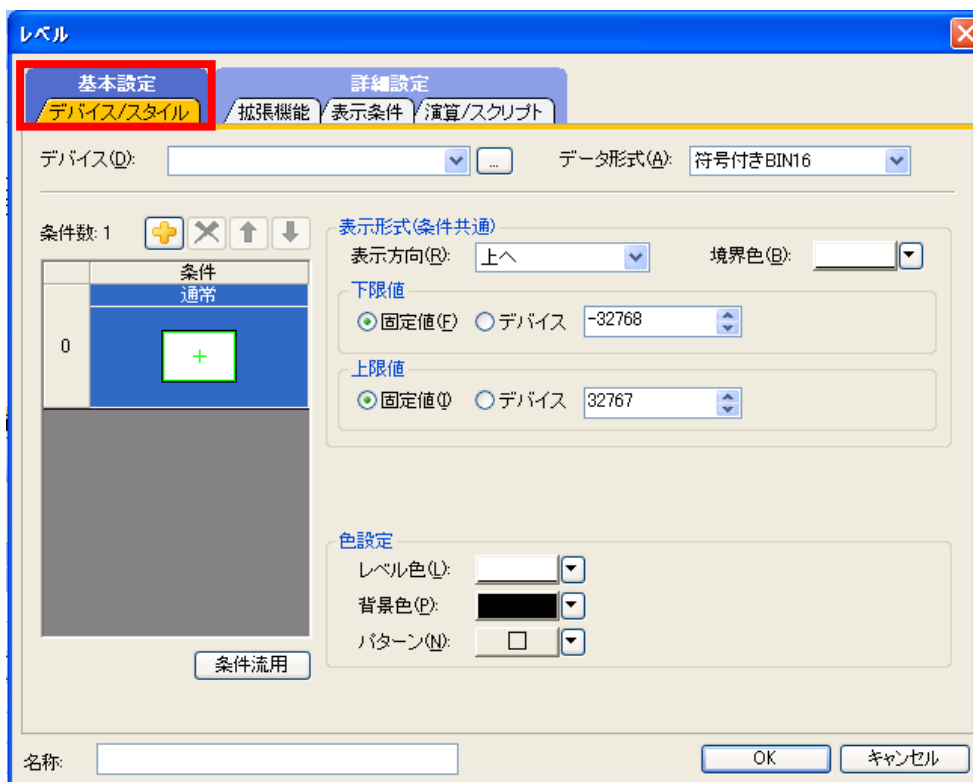 レベル
基本設定 詳細設定
デバイス/スタイル 拡張機能 表示条件 演算/スクリプト
デバイス(D): ... データ形式(A): 符号付きBIN16
条件数: 1
表示形式(条件共通)
表示方向(R): 上へ 境界色(B):
条件
通常
0
下限値
固定値(F) デバイス -32768
上限値
固定値(I) デバイス 32767
色設定
レベル色(L):
背景色(P):
パターン(N):
条件流用
名称: OK キャンセル